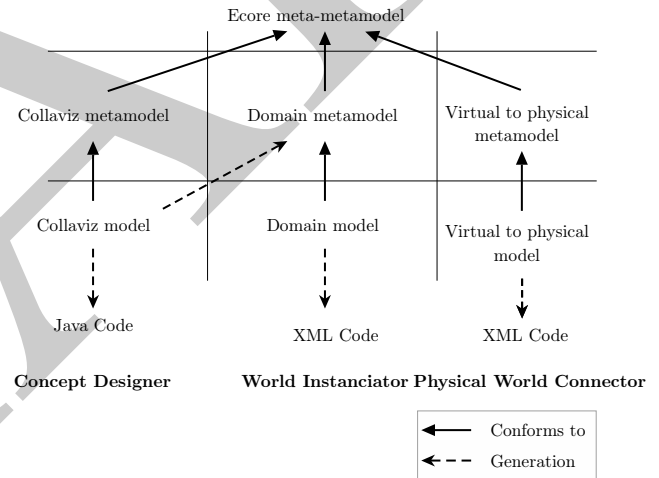 Ecore meta-metamodel
Collaviz metamodel
Domain metamodel
Virtual to physical
metamodel
Collaviz model
Domain model
Virtual to physical
model
Java Code
XML Code
XML Code
Concept Designer
World Instanciator
Physical World Connector
Conforms to
Generation